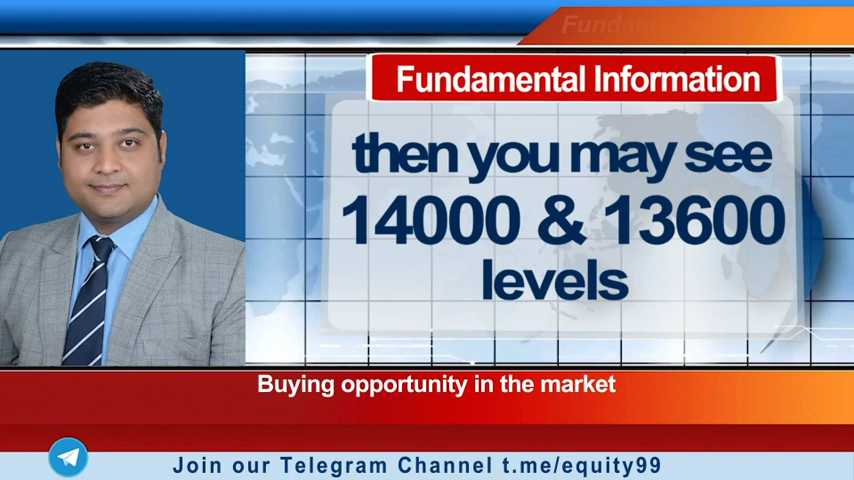 Fundam
Fundamental Information
then you may see
14000 & 13600
levels
Buying opportunity in the market
Join our Telegram Channel t.me/equity99